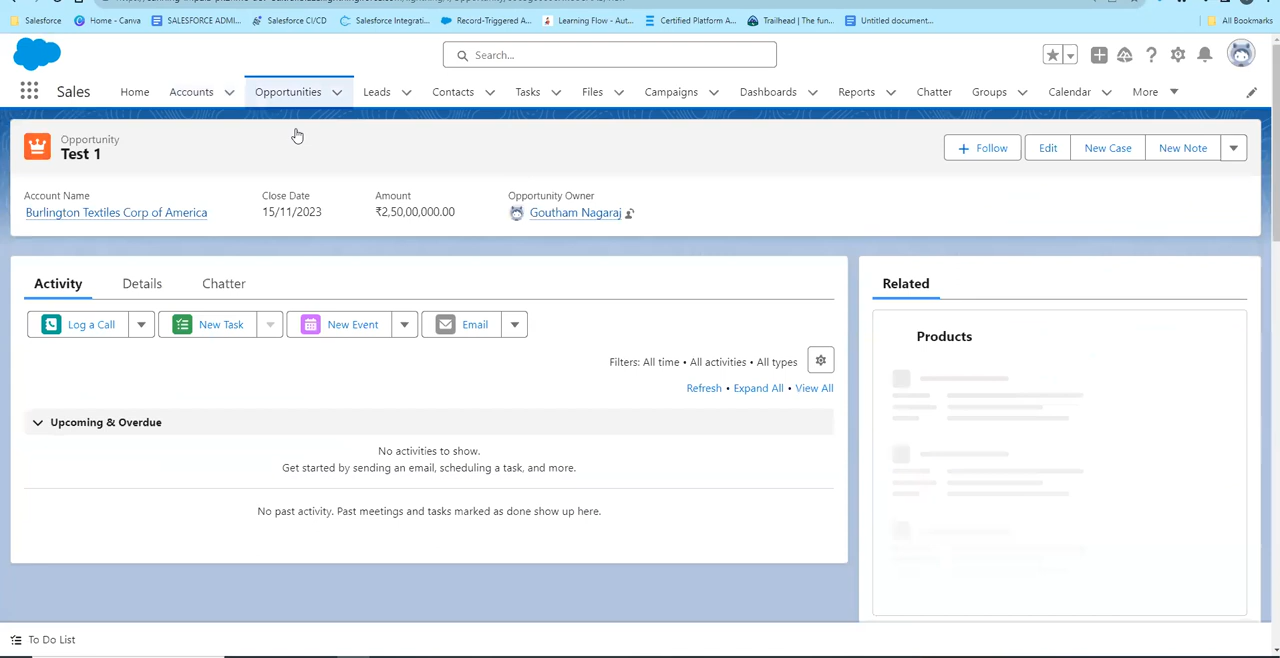 Salesforce Home - Canva SALESFORCE ADMI... Salesforce CI/CD Salesforce Integrati... Record-Triggered A... Learning Flow - Aut... Certified Platform A... Trailhead | The fun... Untitled document... All Bookmarks
Search...
Sales Home Accounts Opportunities Leads Contacts Tasks Files Campaigns Dashboards Reports Chatter Groups Calendar More
Opportunity
Test 1
+ Follow Edit New Case New Note
Account Name Close Date Amount Opportunity Owner
Burlington Textiles Corp of America 15/11/2023 ₹2,50,00,000.00 Goutham Nagaraj
Activity Details Chatter Related
Log a Call New Task New Event Email
Products
Filters: All time • All activities • All types
Refresh • Expand All • View All
Upcoming & Overdue
No activities to show.
Get started by sending an email, scheduling a task, and more.
No past activity. Past meetings and tasks marked as done show up here.
To Do List